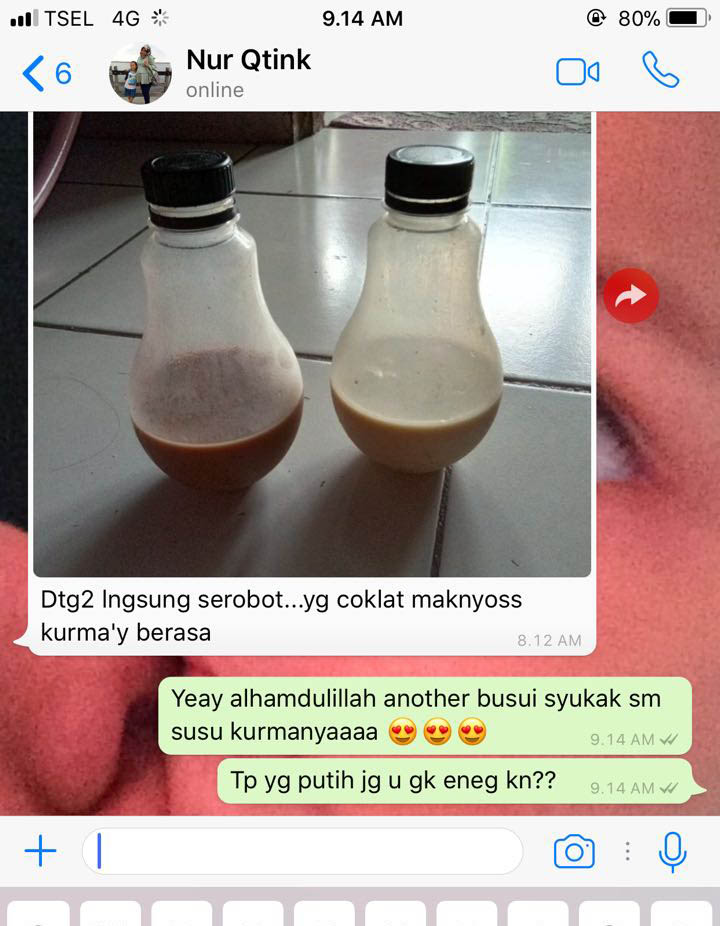 TSEL 4G 9.14 AM 80%
6 Nur Qtink
online
Dtg2 lngsung serobot...yg coklat maknyoss
kurma'y berasa
8.12 AM
Yeay alhamdulillah another busui syukak sm
susu kurmanyaaaa 😍 😍 😍
9.14 AM
Tp yg putih jg u gk eneg kn??
9.14 AM